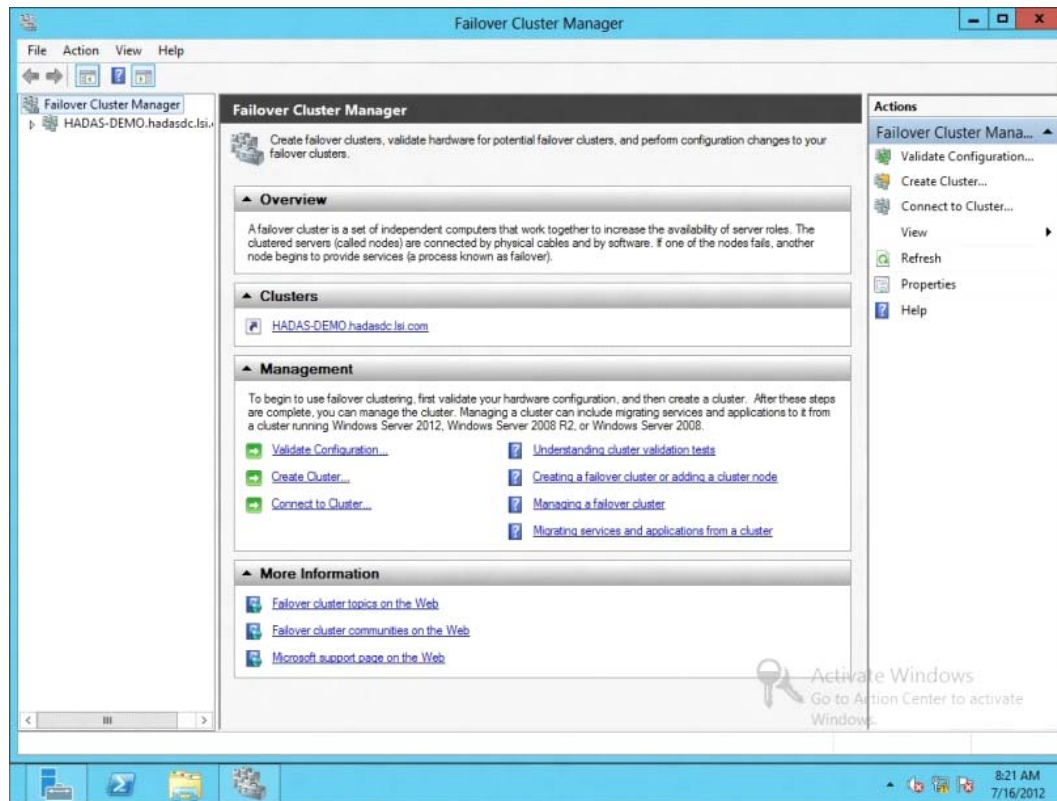 Failover Cluster Manager
File Action View Help
Failover Cluster Manager
HADAS-DEMO.hadasdc.lsi.
Failover Cluster Manager
Create failover clusters, validate hardware for potential failover clusters, and perform configuration changes to your
failover clusters.
Overview
A failover cluster is a set of independent computers that work together to increase the availability of server roles. The
clustered servers (called nodes) are connected by physical cables and by software. If one of the nodes fails, another
node begins to provide services (a process known as failover).
Clusters
HADAS-DEMO.hadasdc.lsi.com
Management
To begin to use failover clustering, first validate your hardware configuration, and then create a cluster. After these steps
are complete, you can manage the cluster. Managing a cluster can include migrating services and applications to it from
a cluster running Windows Server 2012, Windows Server 2008 R2, or Windows Server 2008.
Validate Configuration...
Create Cluster...
Connect to Cluster...
Understanding cluster validation tests
Creating a failover cluster or adding a cluster node
Managing a failover cluster
Migrating services and applications from a cluster
More Information
Failover cluster topics on the Web
Failover cluster communities on the Web
Microsoft support page on the Web
Actions
Failover Cluster Mana...
Validate Configuration...
Create Cluster...
Connect to Cluster...
View
Refresh
Properties
Help
Activate Windows
Go to Action Center to activate
Windows.
8:21 AM
7/16/2012